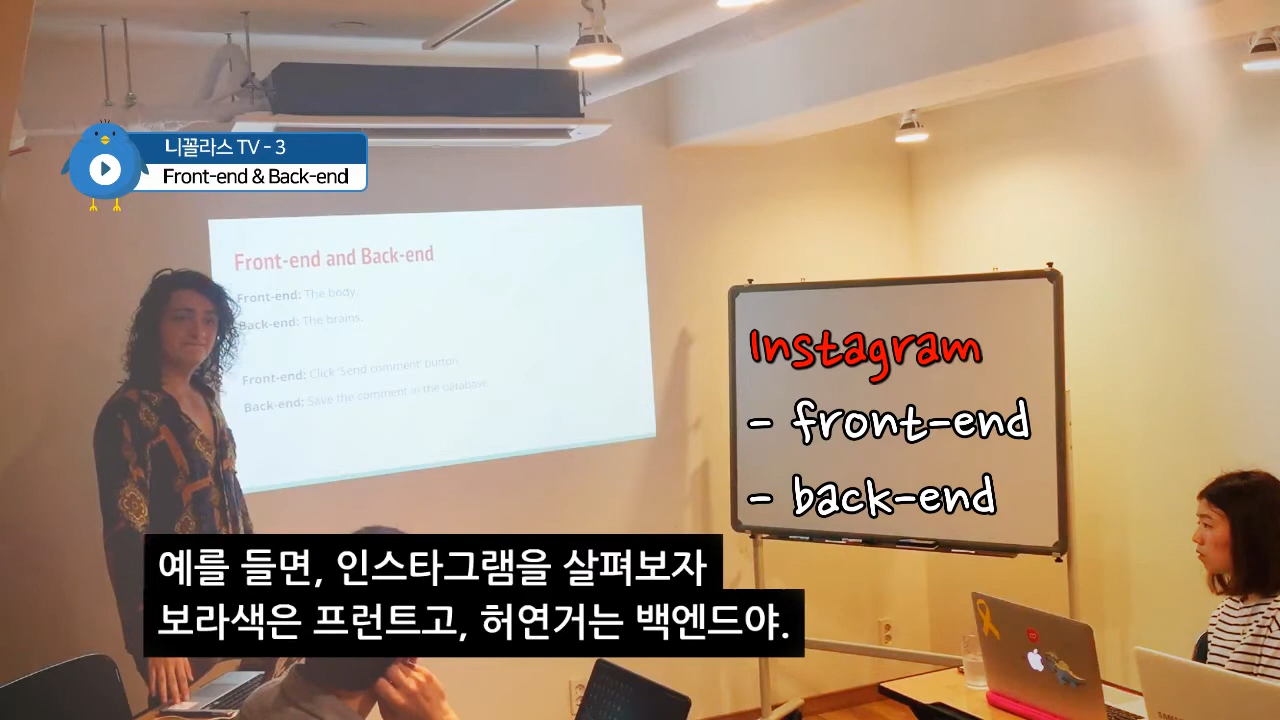 니꼴라스 TV - 3
Front-end & Back-end
Front-end and Back-end
Front-end: The body.
Back-end: The brains.
Front-end: Click 'Send comment' button.
Back-end: Save the comment in the database.
Instagram
- front-end
- back-end
예를 들면, 인스타그램을 살펴보자
보라색은 프런트고, 허연거는 백엔드야.